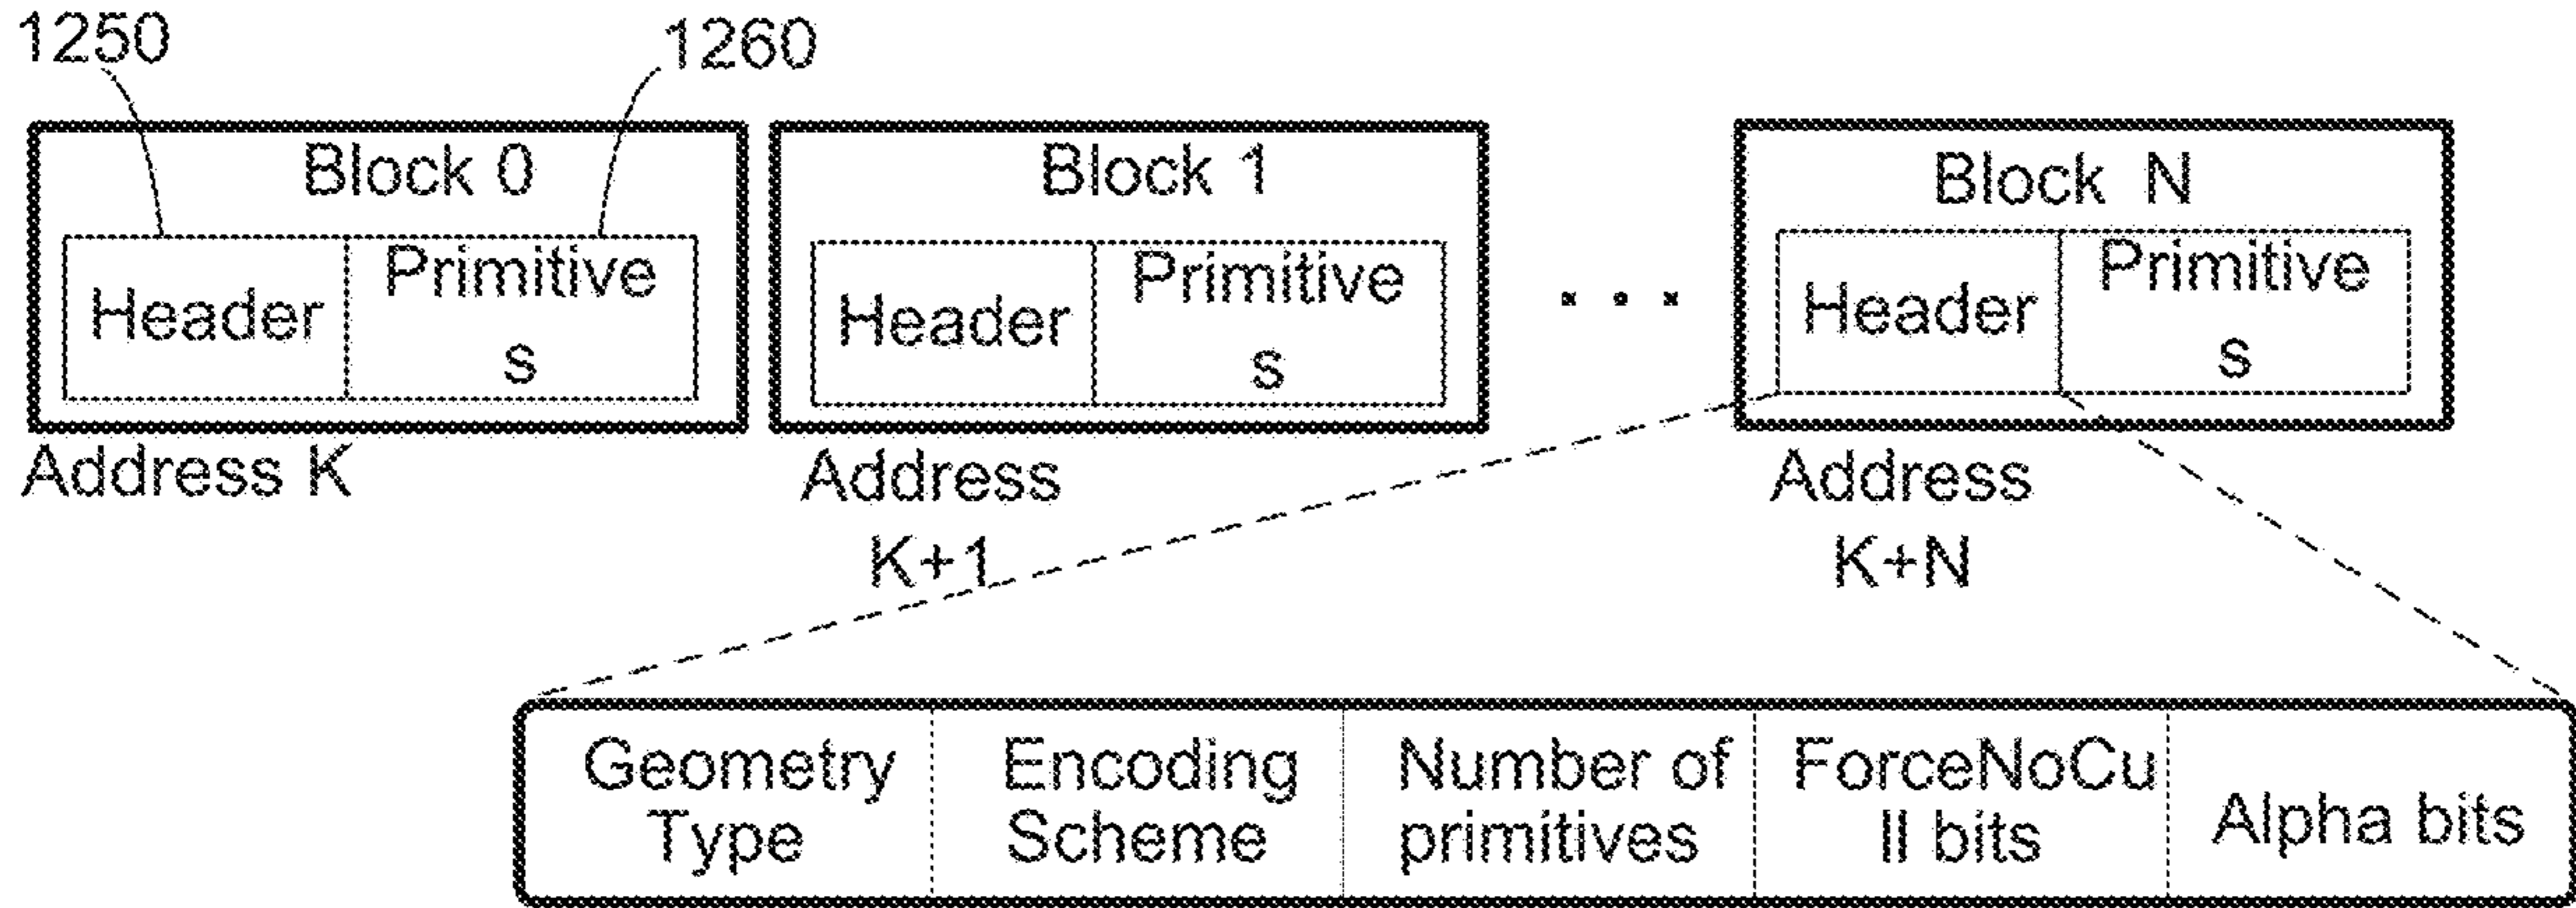 1250
1260
Block 0
Block 1
Block N
Header
Primitive
s
Header
Primitive
s
. . .
Header
Primitive
s
Address K
Address
K+1
Address
K+N
Geometry
Type
Encoding
Scheme
Number of
primitives
ForceNoCu
ll bits
Alpha bits